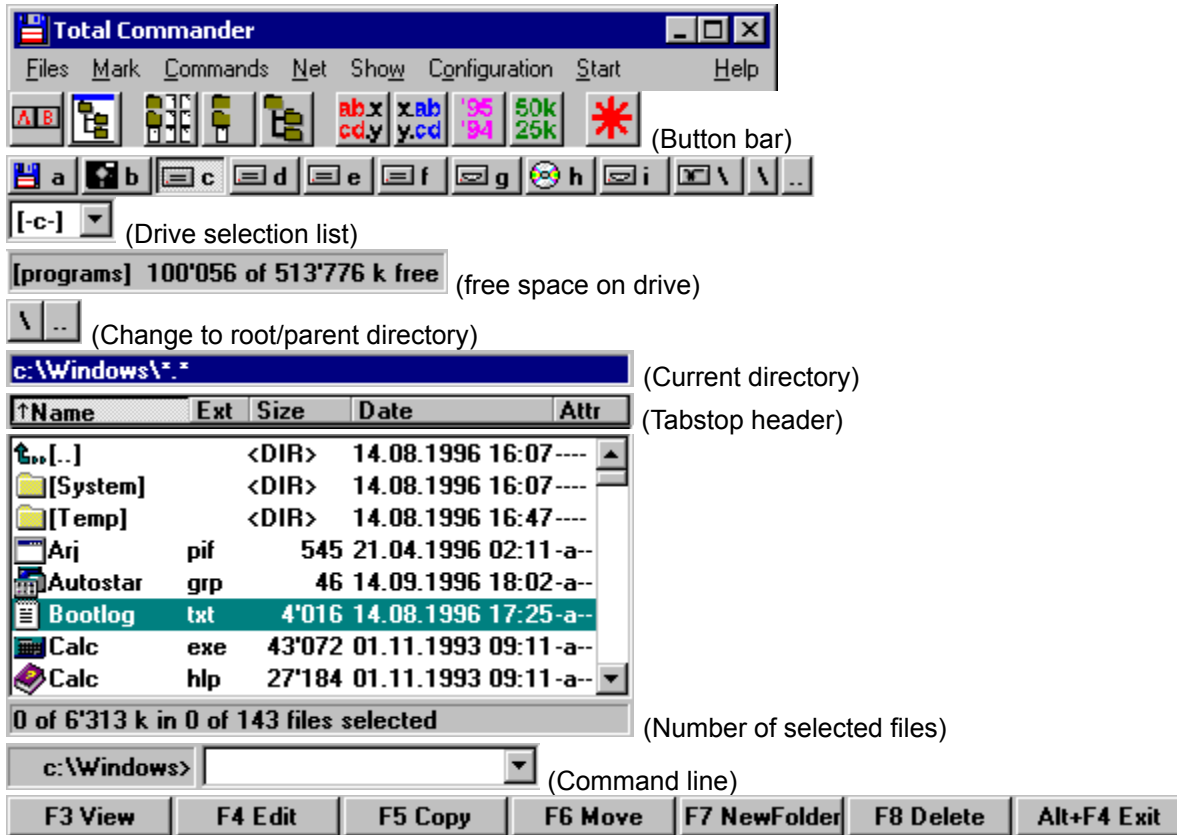 Total Commander
Files Mark Commands Net Show Configuration Start Help
A B ab.x cd.y x.ab y.cd '95 '94 50k 25k (Button bar)
a b c d e f g h i \ \ ..
[-c-] (Drive selection list)
[programs] 100'056 of 513'776 k free (free space on drive)
\ .. (Change to root/parent directory)
c:\Windows\*.* (Current directory)
↑Name Ext Size Date Attr (Tabstop header)
[..] <DIR> 14.08.1996 16:07 ----
[System] <DIR> 14.08.1996 16:07 ----
[Temp] <DIR> 14.08.1996 16:47 ----
Arj pif 545 21.04.1996 02:11 -a--
Autostar grp 46 14.09.1996 18:02 -a--
Bootlog txt 4'016 14.08.1996 17:25 -a--
Calc exe 43'072 01.11.1993 09:11 -a--
Calc hlp 27'184 01.11.1993 09:11 -a--
0 of 6'313 k in 0 of 143 files selected (Number of selected files)
c:\Windows> (Command line)
F3 View F4 Edit F5 Copy F6 Move F7 NewFolder F8 Delete Alt+F4 Exit